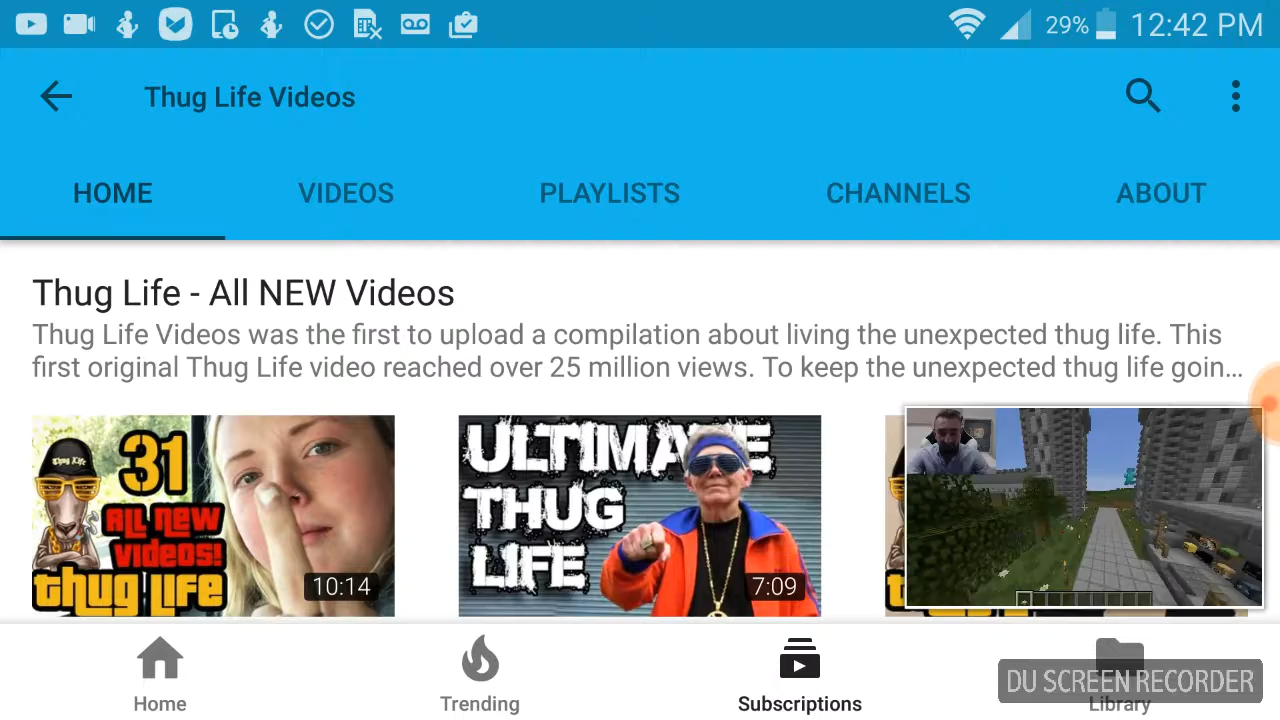 29% 12:42 PM
Thug Life Videos
HOME VIDEOS PLAYLISTS CHANNELS ABOUT
Thug Life - All NEW Videos
Thug Life Videos was the first to upload a compilation about living the unexpected thug life. This
first original Thug Life video reached over 25 million views. To keep the unexpected thug life goin...
Thug Life
31
ALL NEW
VIDEOS!
thug life
10:14
ULTIMATE
THUG
LIFE
7:09
Home Trending Subscriptions Library
DU SCREEN RECORDER